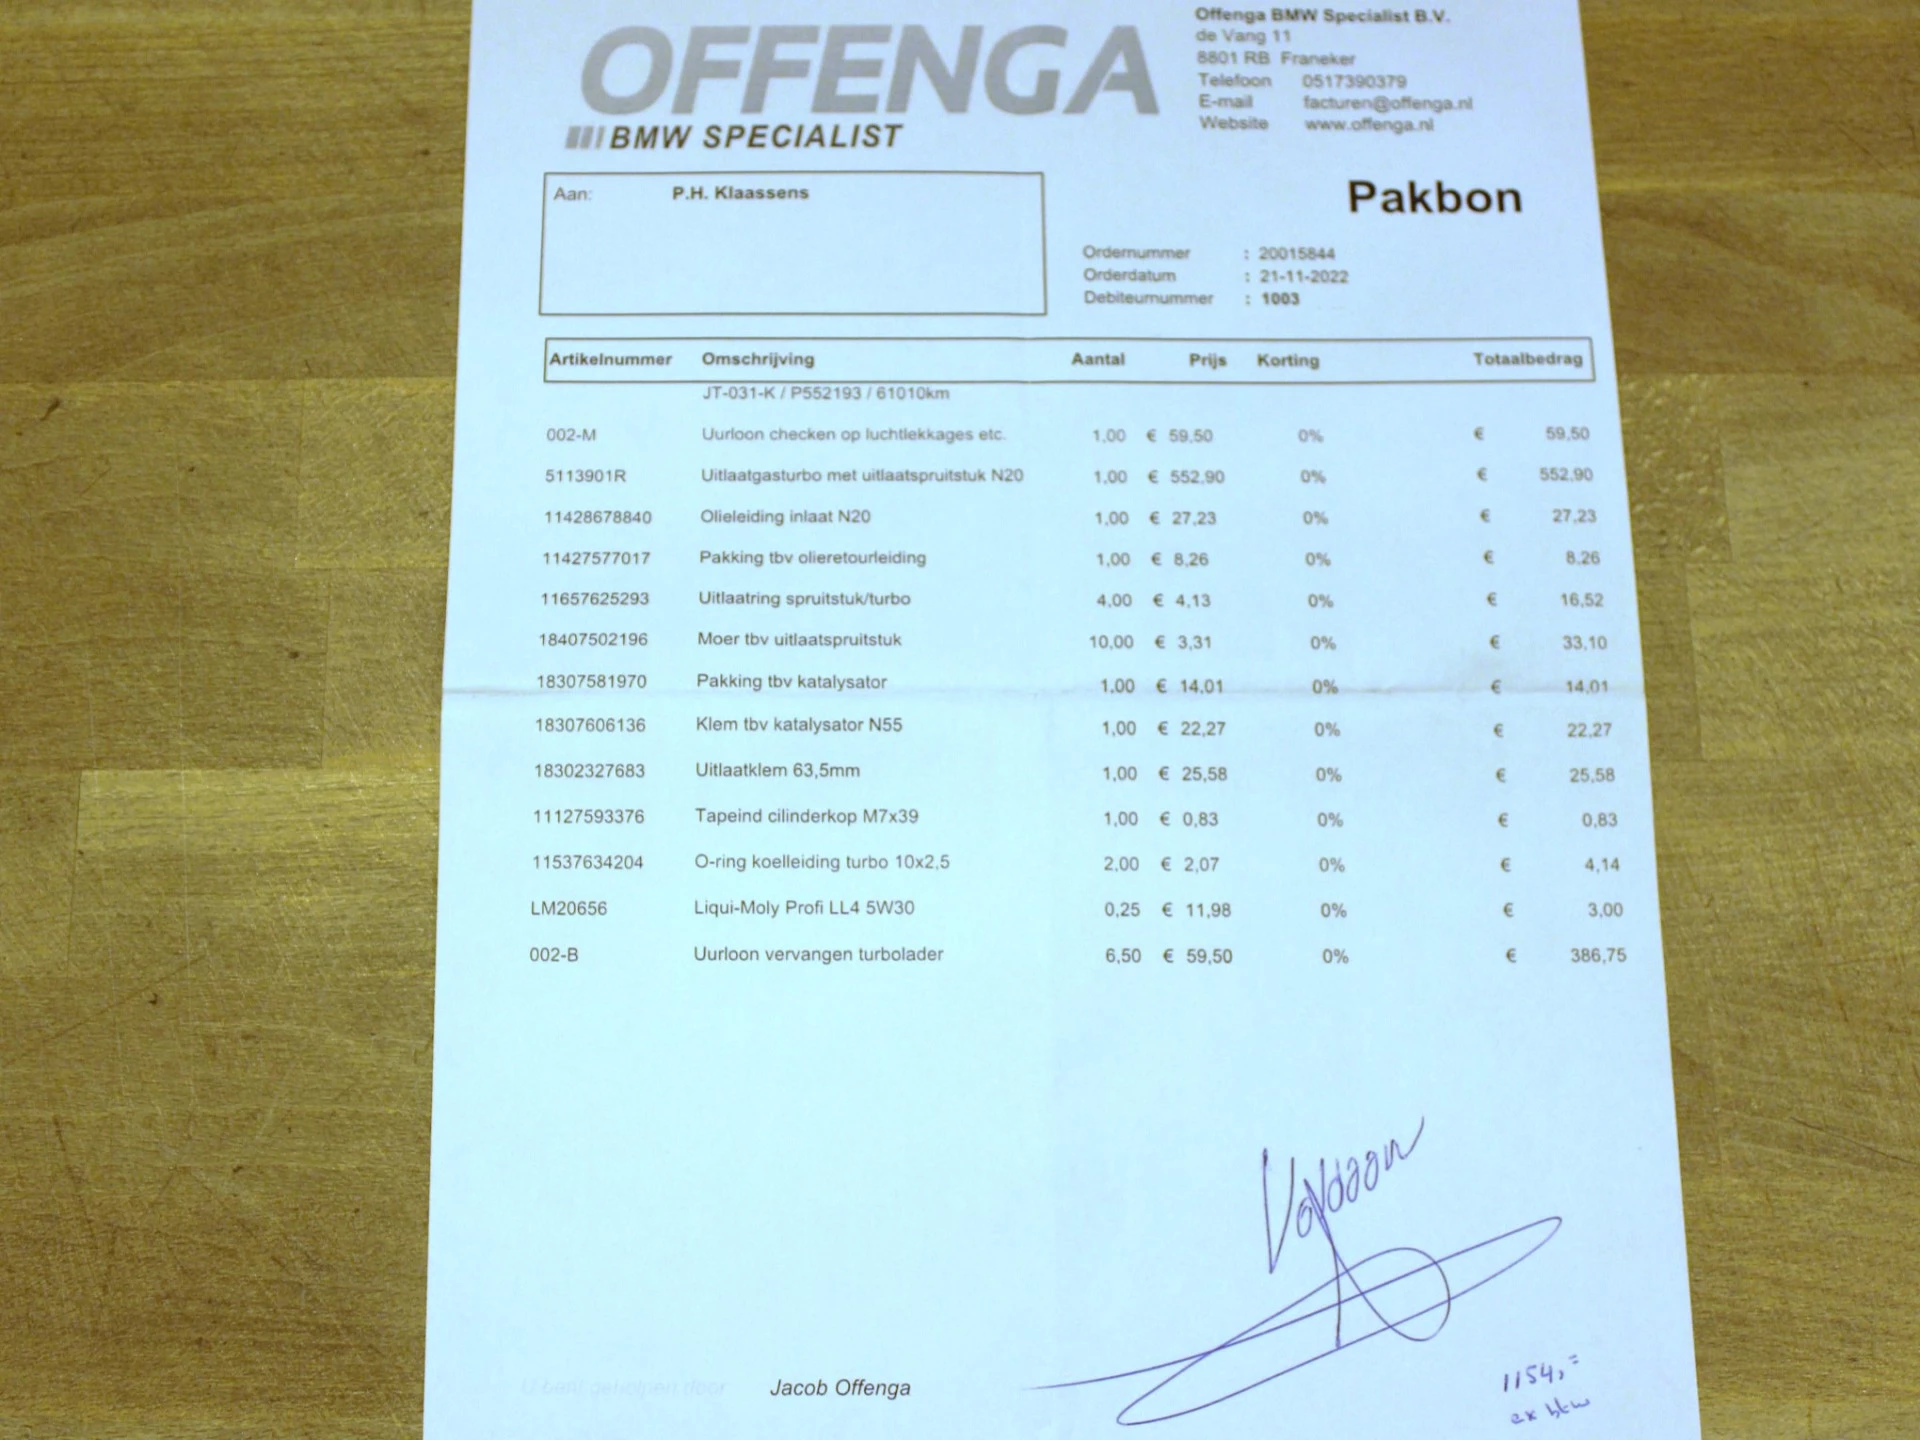 OFFENGA
BMW SPECIALIST
Offenga BMW Specialist B.V.
de Vang 11
8801 RB Franeker
Telefoon 0517390379
E-mail facturen@offenga.nl
Website www.offenga.nl
Aan: P.H. Klaassens
Pakbon
Ordernummer : 20015844
Orderdatum : 21-11-2022
Debiteurnummer : 1003
Artikelnummer Omschrijving Aantal Prijs Korting Totaalbedrag
JT-031-K / P552193 / 61010km
002-M Uurloon checken op luchtlekkages etc. 1,00 € 59,50 0% € 59,50
5113901R Uitlaatgasturbo met uitlaatspruitstuk N20 1,00 € 552,90 0% € 552,90
11428678840 Olieleiding inlaat N20 1,00 € 27,23 0% € 27,23
11427577017 Pakking tbv olieretourleiding 1,00 € 8,26 0% € 8,26
11657625293 Uitlaatring spruitstuk/turbo 4,00 € 4,13 0% € 16,52
18407502196 Moer tbv uitlaatspruitstuk 10,00 € 3,31 0% € 33,10
18307581970 Pakking tbv katalysator 1,00 € 14,01 0% € 14,01
18307606136 Klem tbv katalysator N55 1,00 € 22,27 0% € 22,27
18302327683 Uitlaatklem 63,5mm 1,00 € 25,58 0% € 25,58
11127593376 Tapeind cilinderkop M7x39 1,00 € 0,83 0% € 0,83
11537634204 O-ring koelleiding turbo 10x2,5 2,00 € 2,07 0% € 4,14
LM20656 Liqui-Moly Profi LL4 5W30 0,25 € 11,98 0% € 3,00
002-B Uurloon vervangen turbolader 6,50 € 59,50 0% € 386,75
Voldaan
U bent geholpen door Jacob Offenga
1154,=
ex btw